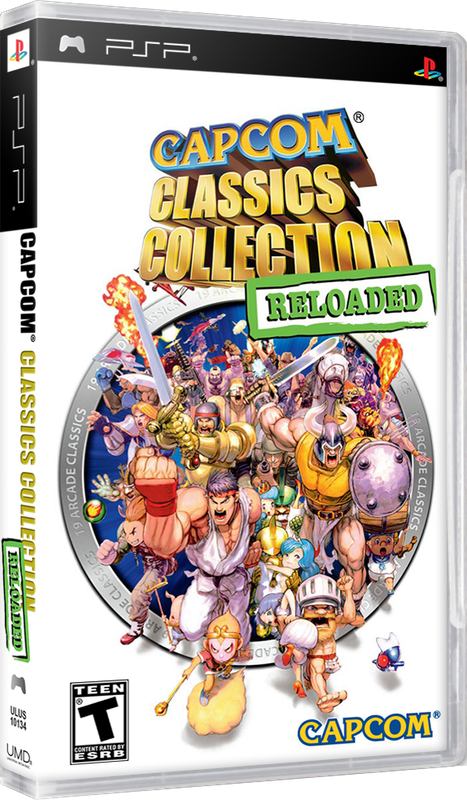 PSP
CAPCOM®
CLASSICS
COLLECTION
RELOADED
19 ARCADE CLASSICS
19 ARCADE CLASSICS
19 ARCADE CLASSICS
TEEN
T
CONTENT RATED BY
ESRB
CAPCOM®
PSP
CAPCOM® CLASSICS COLLECTION
RELOADED
ULUS
10134
UMD